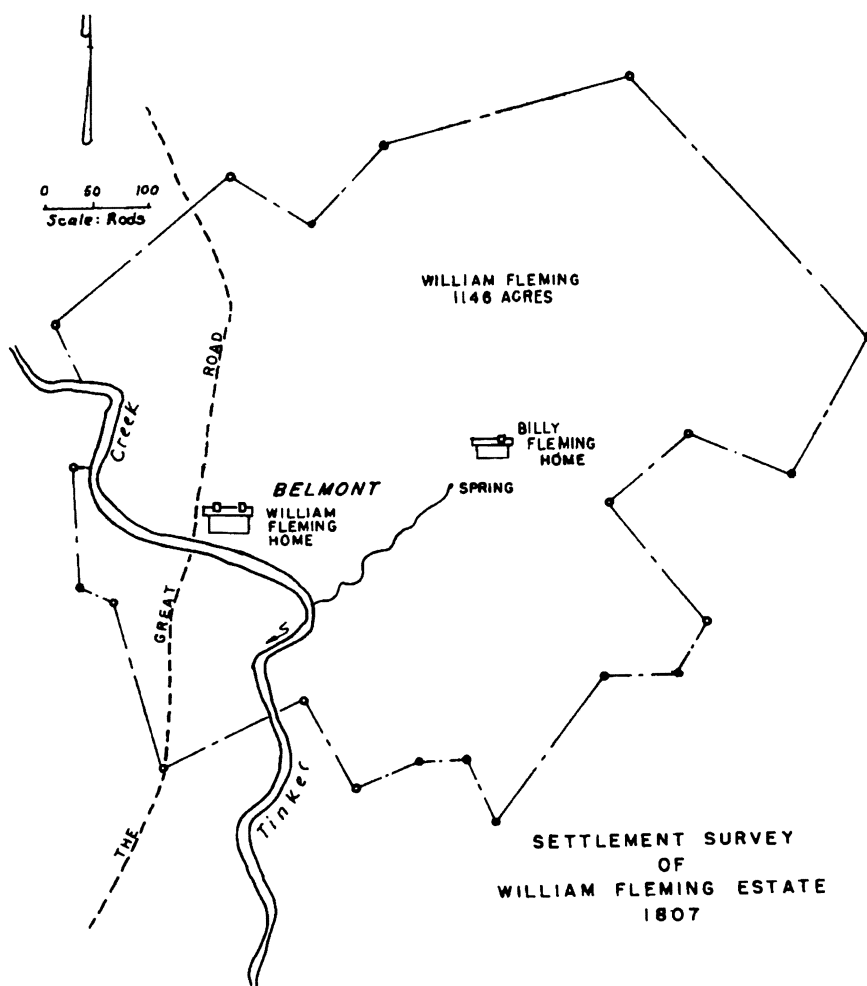 0 50 100
Scale: Rods
WILLIAM FLEMING
1146 ACRES
ROAD
Creek
BILLY
FLEMING
HOME
SPRING
BELMONT
WILLIAM
FLEMING
HOME
GREAT
Tinker
THE
SETTLEMENT SURVEY
OF
WILLIAM FLEMING ESTATE
1807